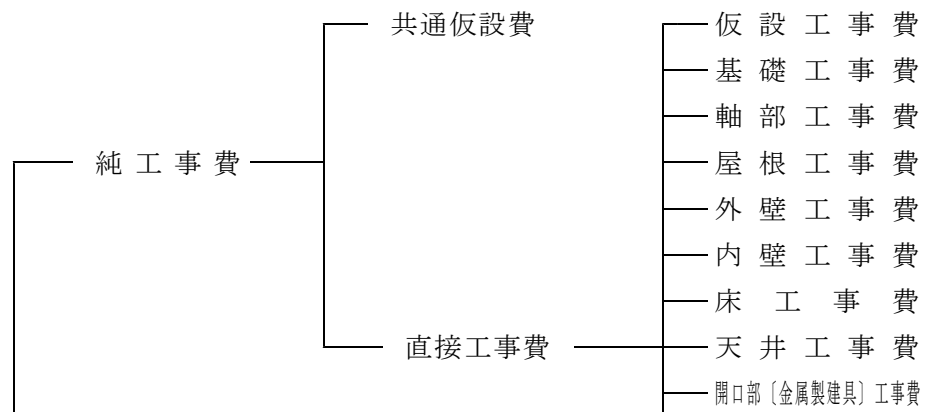 共通仮設費
仮設工事費
基礎工事費
軸部工事費
純工事費
屋根工事費
外壁工事費
内壁工事費
床工事費
直接工事費
天井工事費
開口部〔金属製建具〕工事費